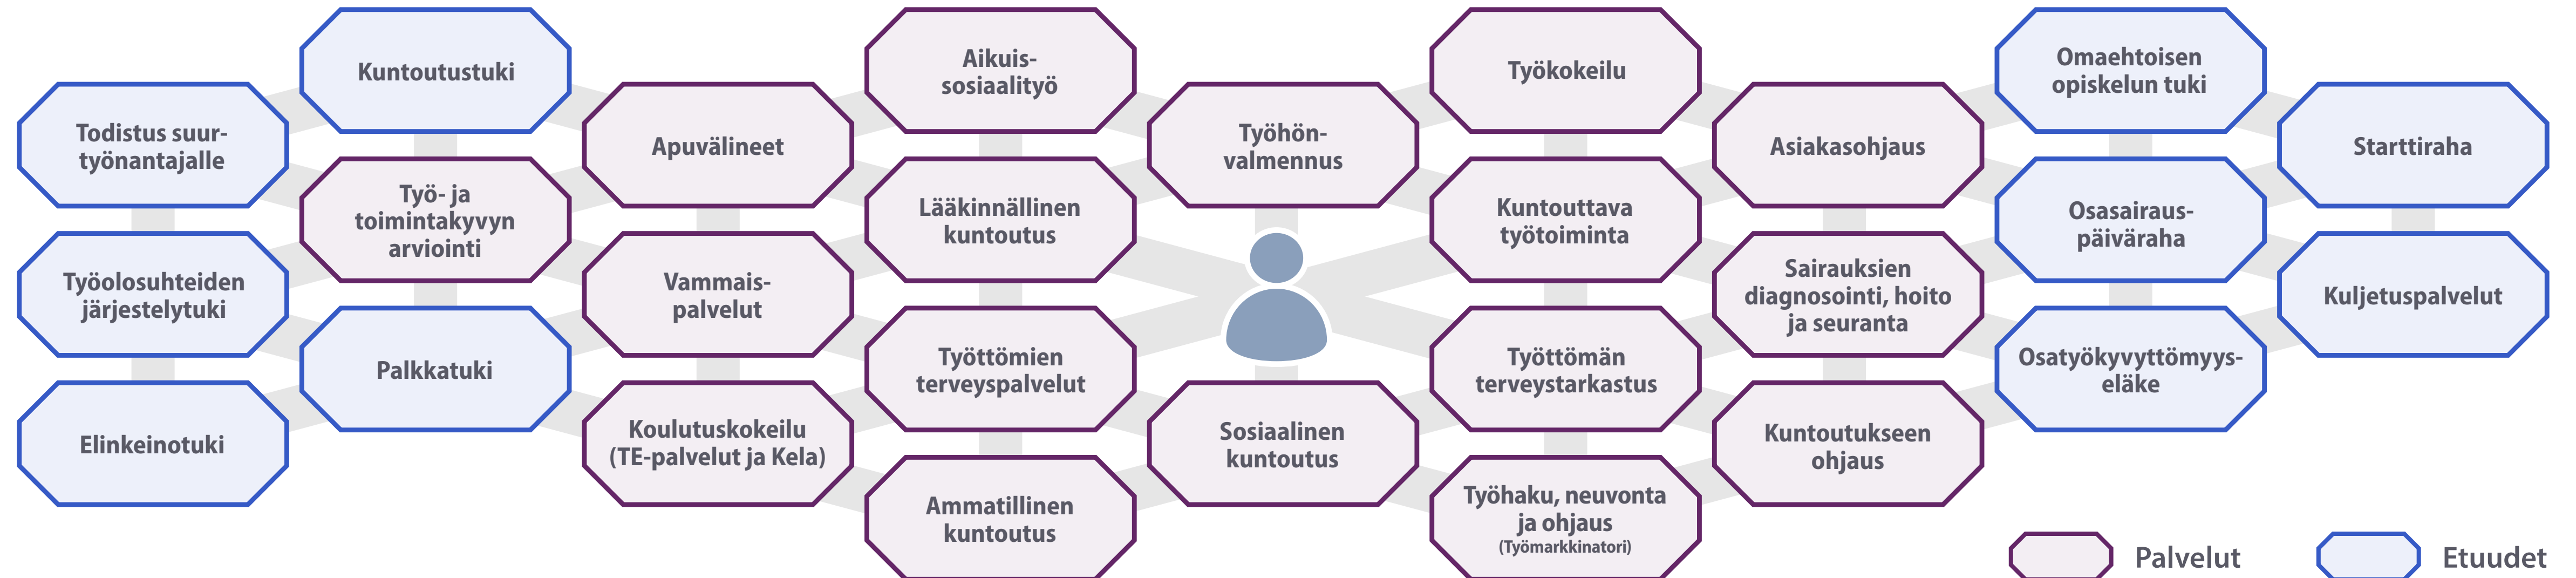 Todistus suur-
työnantajalle
Työolosuhteiden
järjestelytuki
Elinkeinotuki
Kuntoutustuki
Työ- ja
toimintakyvyn
arviointi
Palkkatuki
Apuvälineet
Vammais-
palvelut
Koulutuskokeilu
(TE-palvelut ja Kela)
Aikuis-
sosiaalityö
Lääkinnällinen
kuntoutus
Työttömien
terveyspalvelut
Ammatillinen
kuntoutus
Työhön-
valmennus
Sosiaalinen
kuntoutus
Työkokeilu
Kuntouttava
työtoiminta
Työttömän
terveystarkastus
Työhaku, neuvonta
ja ohjaus
(Työmarkkinatori)
Asiakasohjaus
Sairauksien
diagnosointi, hoito
ja seuranta
Kuntoutukseen
ohjaus
Omaehtoisen
opiskelun tuki
Osasairaus-
päiväraha
Osatyökyvyttömyys-
eläke
Starttiraha
Kuljetuspalvelut
Palvelut
Etuudet